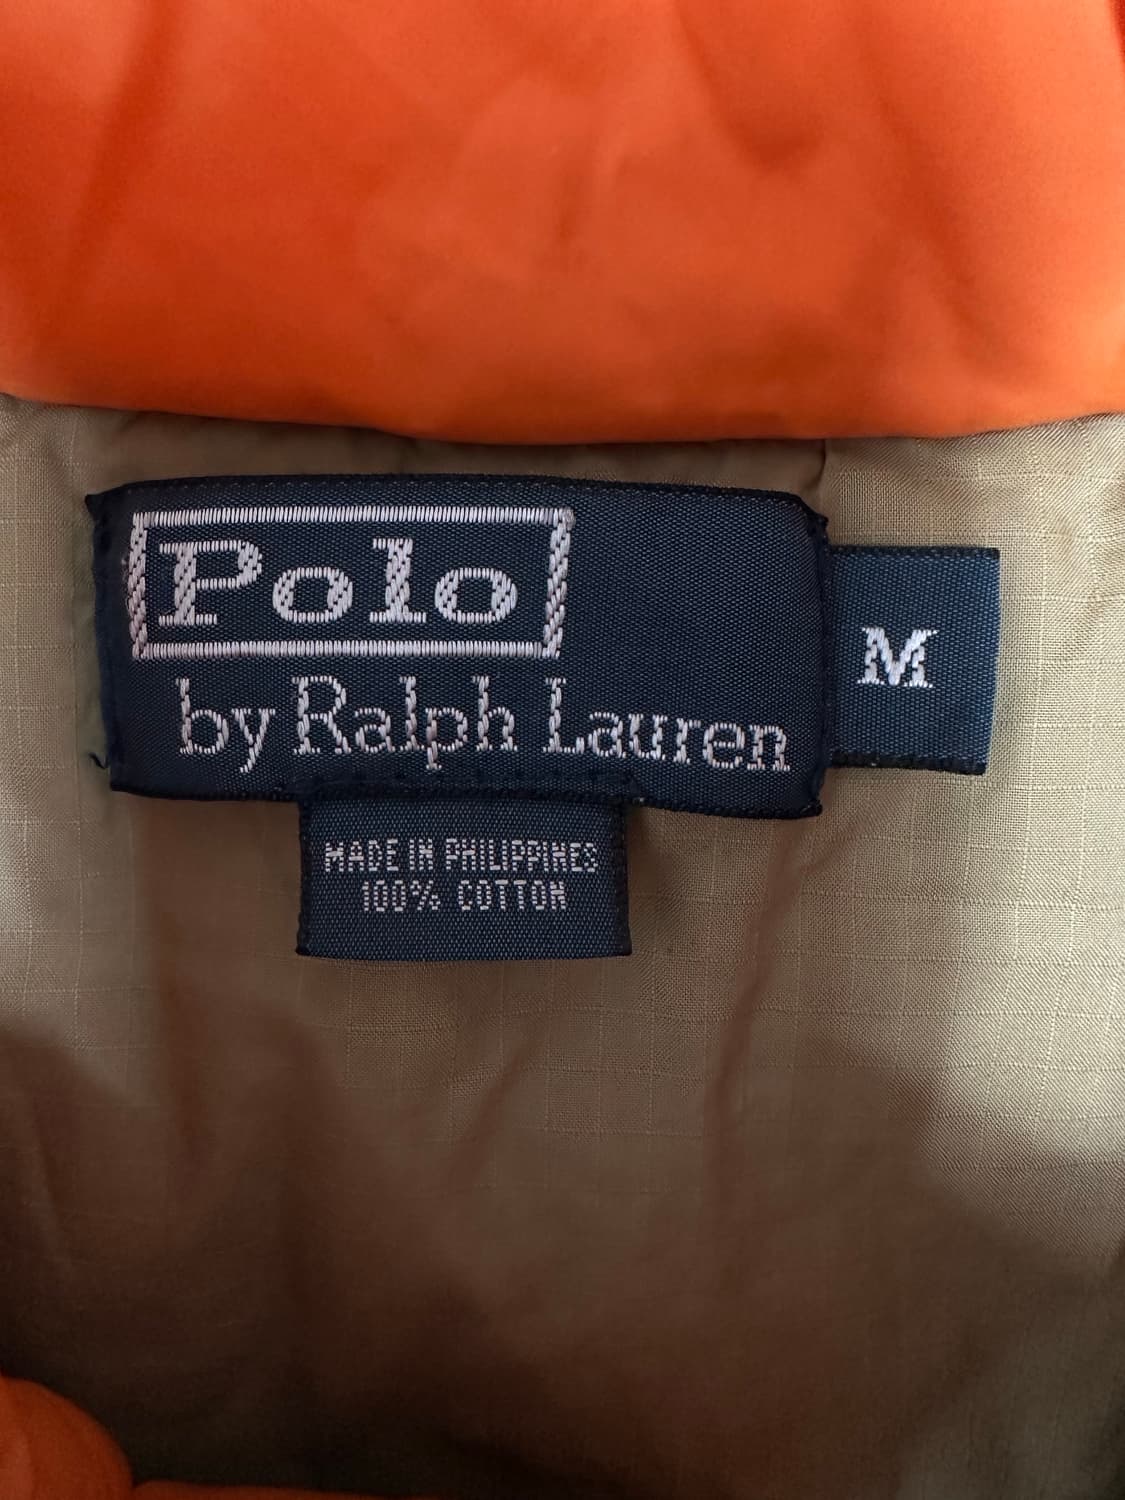 Polo
by Ralph Lauren
M
MADE IN PHILIPPINES
100% COTTON